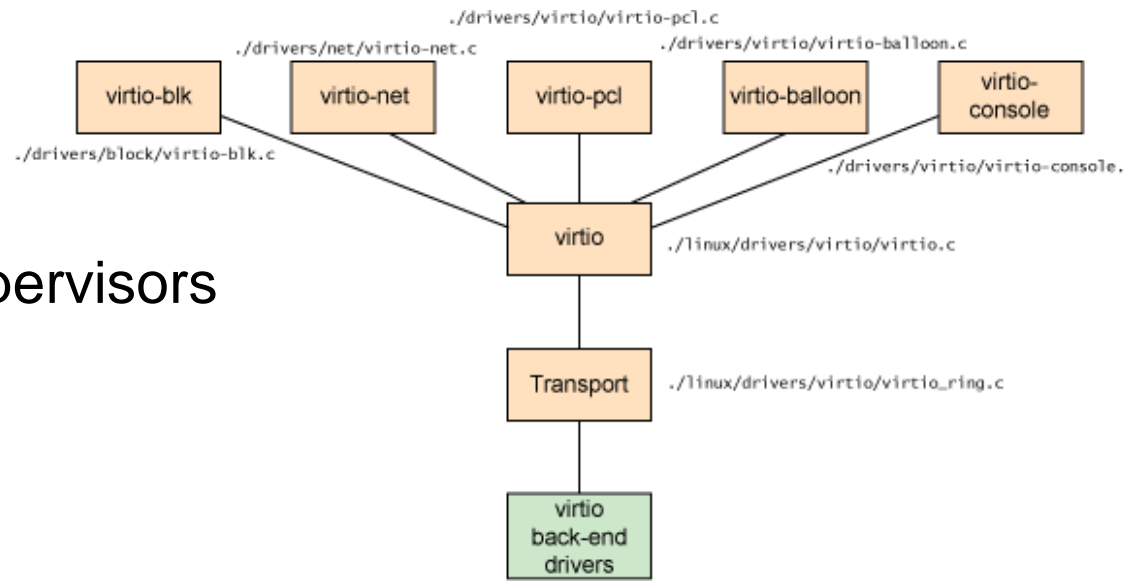 ./drivers/virtio/virtio-pcl.c
./drivers/net/virtio-net.c
./drivers/virtio/virtio-balloon.c
virtio-blk
virtio-net
virtio-pcl
virtio-balloon
virtio-
console
./drivers/block/virtio-blk.c
./drivers/virtio/virtio-console.
virtio
./linux/drivers/virtio/virtio.c
pervisors
Transport
./linux/drivers/virtio/virtio_ring.c
virtio
back-end
drivers